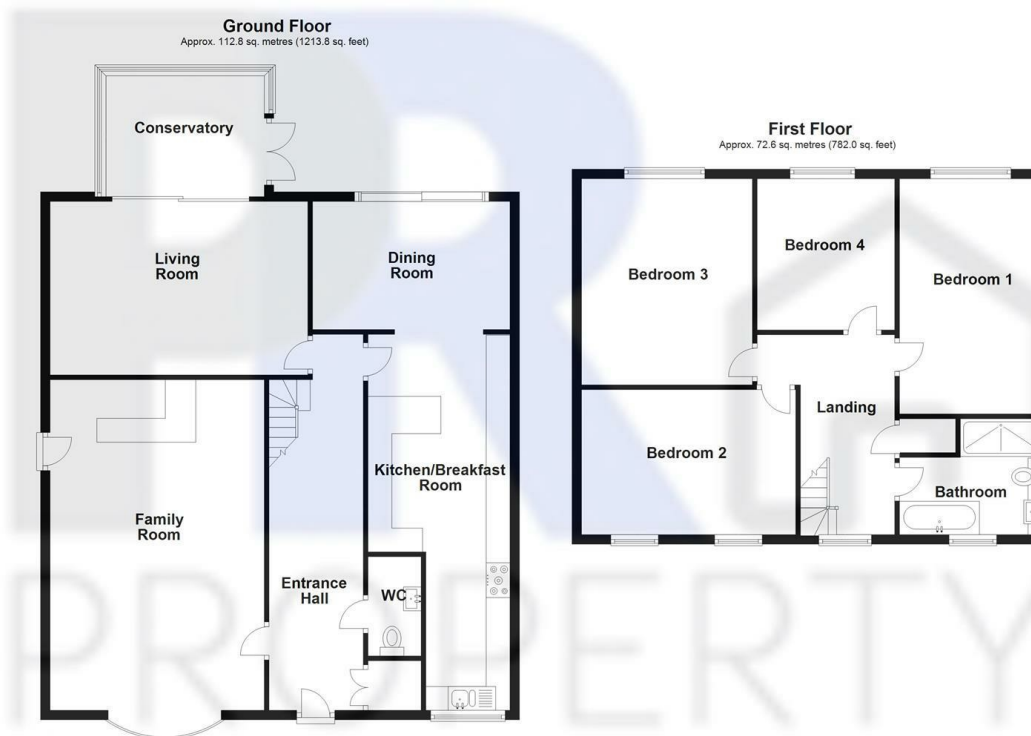 Ground Floor
Approx. 112.8 sq. metres (1213.8 sq. feet)
Conservatory
Living
Room
Dining
Room
Kitchen/Breakfast
Room
Family
Room
Entrance
Hall
WC
First Floor
Approx. 72.6 sq. metres (782.0 sq. feet)
Bedroom 3
Bedroom 4
Bedroom 1
Bedroom 2
Landing
Bathroom
PR
PROPERTY